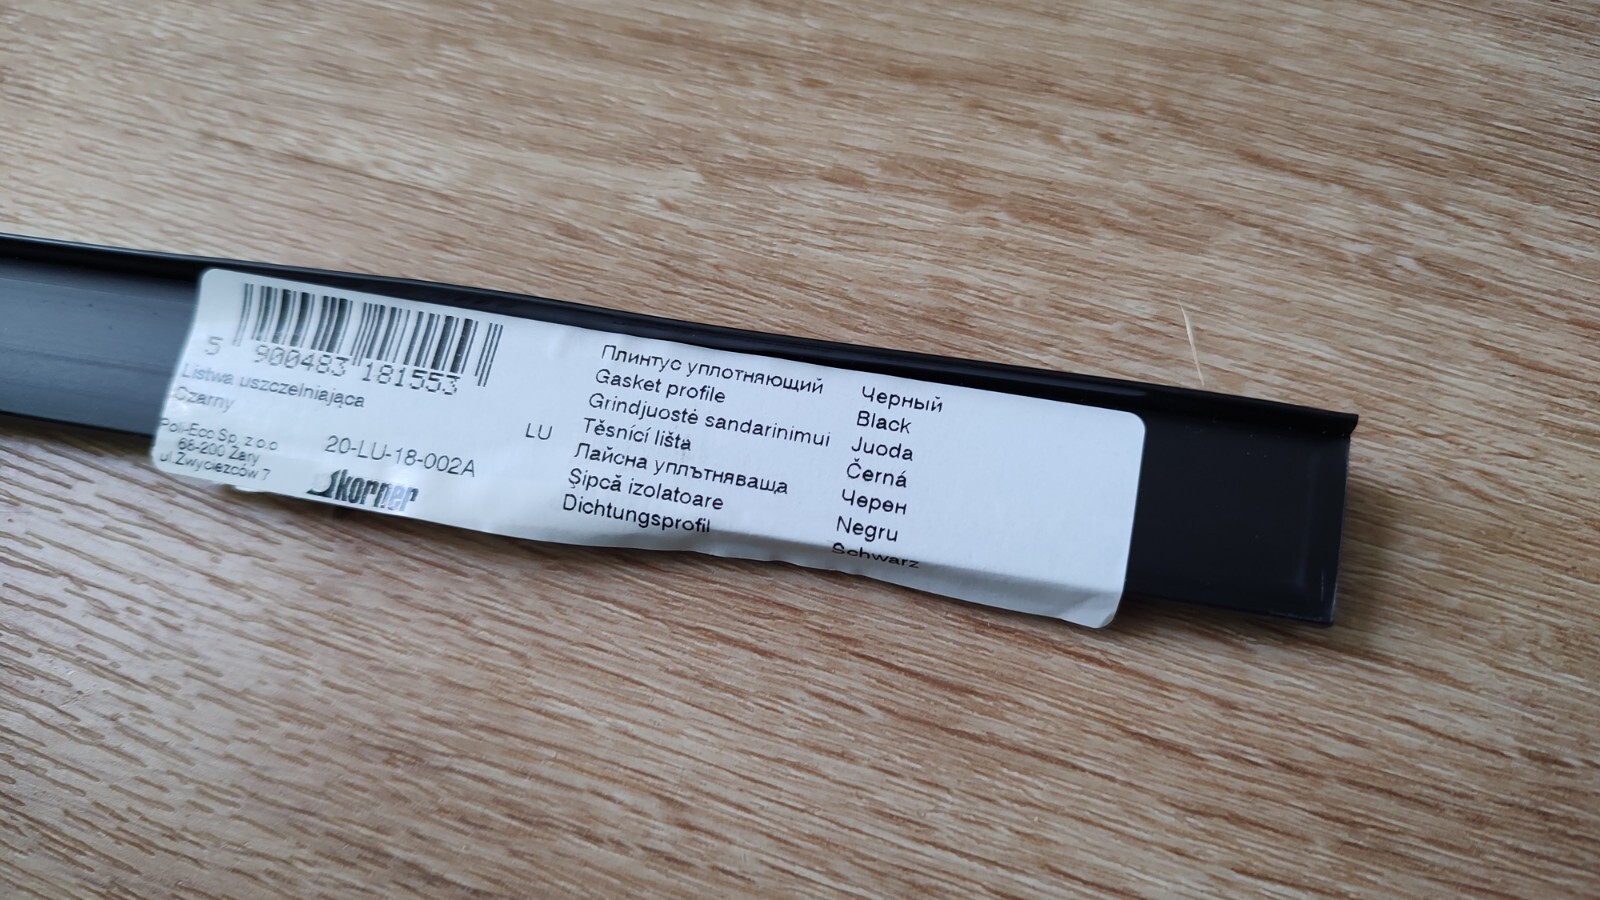 5 900483 181553
Listwa uszczelniająca
Czarny
Poli-Eco Sp. z o.o
68-200 Żary
ul.Zwycięzców 7
20-LU-18-002A
korner
LU
Плинтус уплотняющий Черный
Gasket profile Black
Grindjuostė sandarinimui Juoda
Těsnící lišta Černá
Лайсна уплътняваща Черен
Şipcă izolatoare Negru
Dichtungsprofil Schwarz